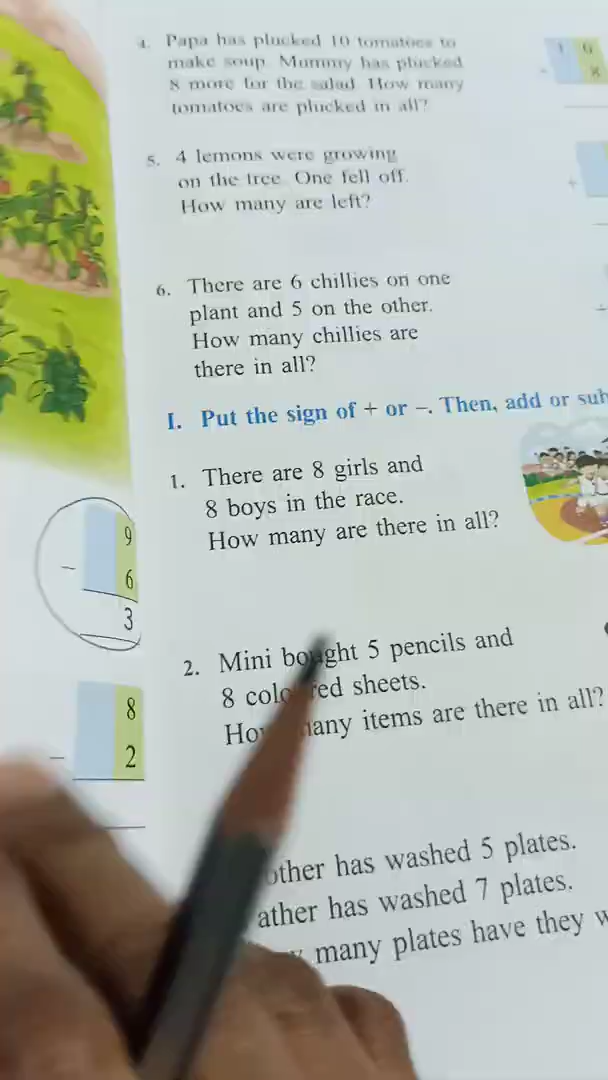 4. Papa has plucked 10 tomatoes to
make soup. Mummy has plucked
8 more for the salad. How many
tomatoes are plucked in all?
8
-
5. 4 lemons were growing
on the tree. One fell off.
How many are left?
+
6. There are 6 chillies on one
plant and 5 on the other.
How many chillies are
there in all?
I. Put the sign of + or –. Then, add or sub
1. There are 8 girls and
8 boys in the race.
How many are there in all?
9
– 6
3
2. Mini bought 5 pencils and
8 coloured sheets.
How many items are there in all?
8
– 2
other has washed 5 plates.
ather has washed 7 plates.
many plates have they w